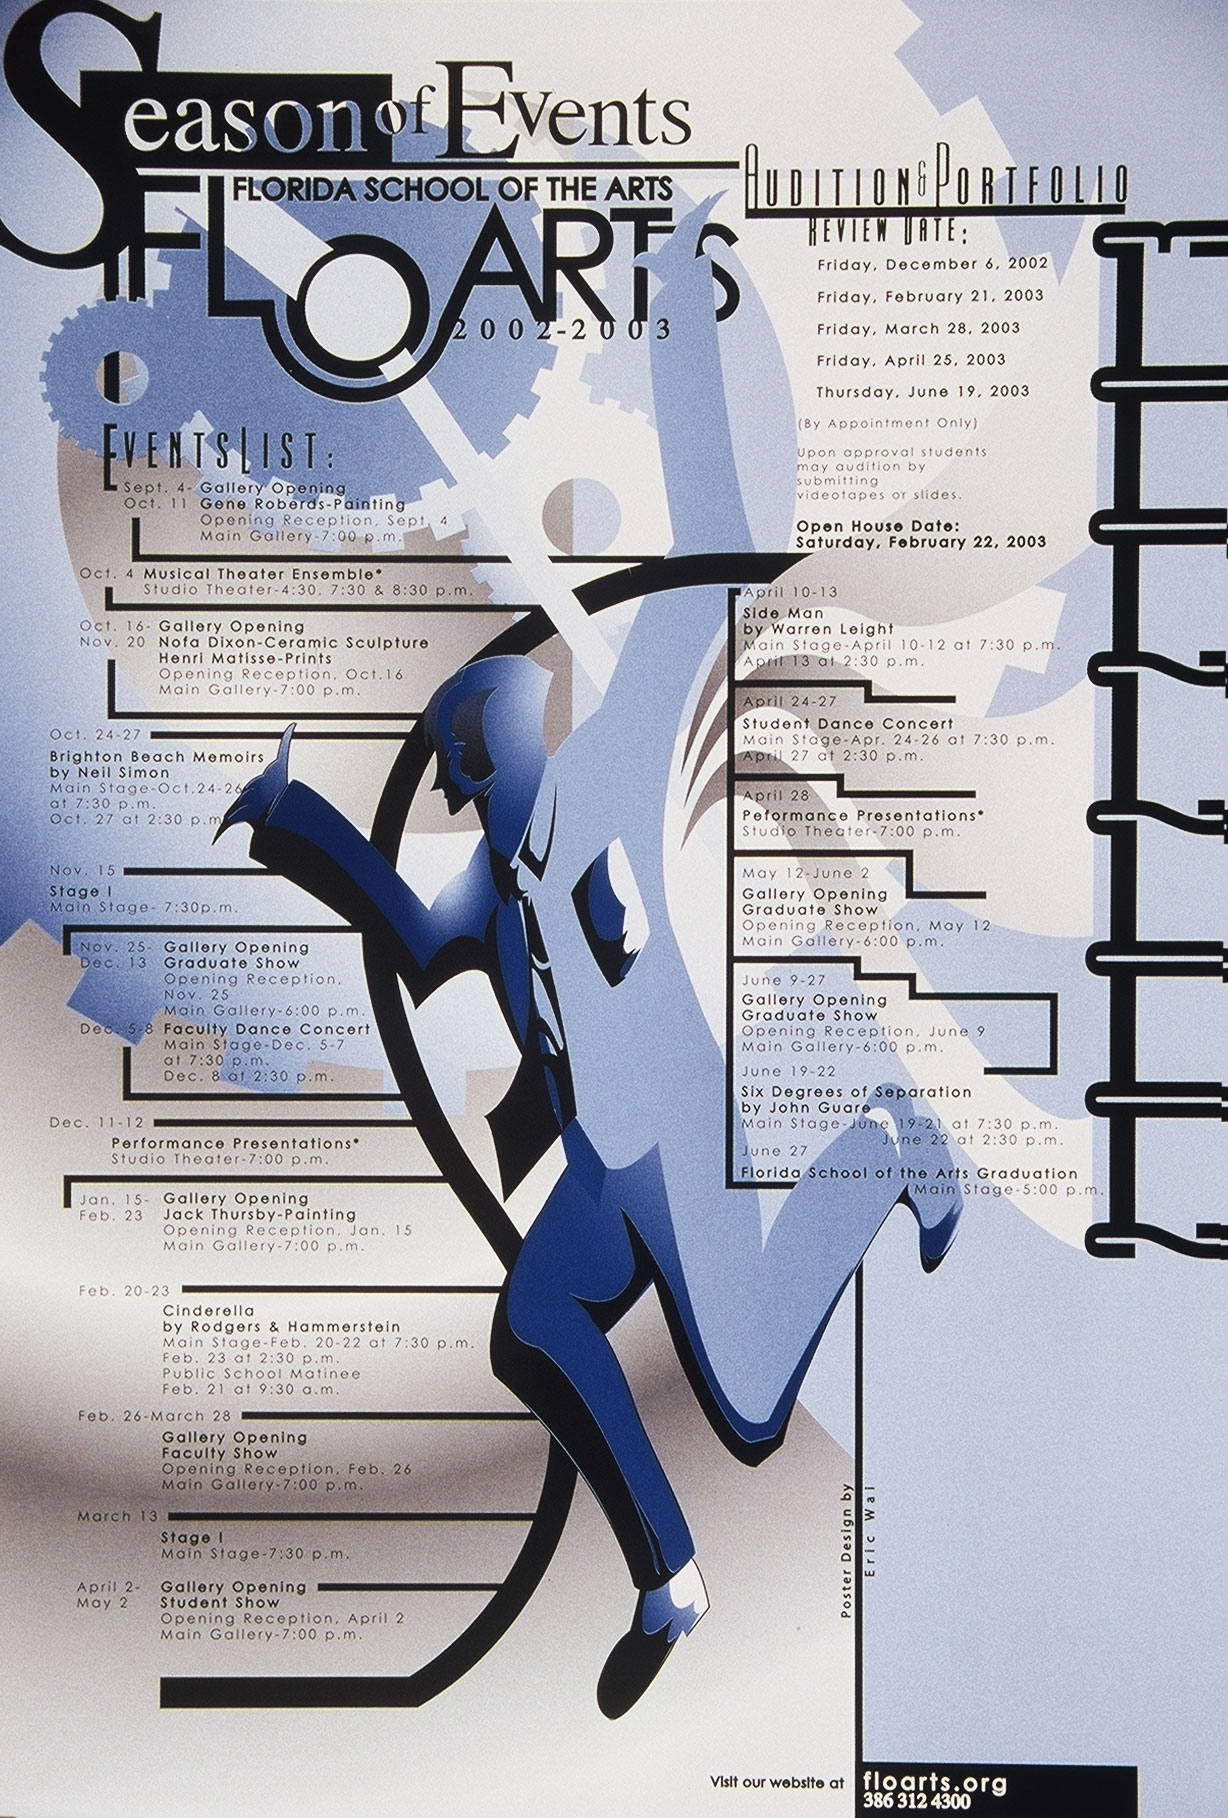 Season of Events
FLORIDA SCHOOL OF THE ARTS
FLOARTS
2002-2003
AUDITION & PORTFOLIO
REVIEW DATE:
Friday, December 6, 2002
Friday, February 21, 2003
Friday, March 28, 2003
Friday, April 25, 2003
Thursday, June 19, 2003
(By Appointment Only)
Upon approval students
may audition by
submitting
videotapes or slides.
Open House Date:
Saturday, February 22, 2003
EVENTS LIST:
Sept. 4- Gallery Opening
Oct. 11 Gene Roberds-Painting
Opening Reception, Sept. 4
Main Gallery-7:00 p.m.
Oct. 4 Musical Theater Ensemble*
Studio Theater-4:30, 7:30 & 8:30 p.m.
Oct. 16- Gallery Opening
Nov. 20 Nofa Dixon-Ceramic Sculpture
Henri Matisse-Prints
Opening Reception, Oct.16
Main Gallery-7:00 p.m.
Oct. 24-27
Brighton Beach Memoirs
by Neil Simon
Main Stage-Oct.24-26
at 7:30 p.m.
Oct. 27 at 2:30 p.m.
Nov. 15
Stage I
Main Stage- 7:30p.m.
Nov. 25- Gallery Opening
Dec. 13 Graduate Show
Opening Reception,
Nov. 25
Main Gallery-6:00 p.m.
Dec. 5-8 Faculty Dance Concert
Main Stage-Dec. 5-7
at 7:30 p.m.
Dec. 8 at 2:30 p.m.
Dec. 11-12
Performance Presentations*
Studio Theater-7:00 p.m.
Jan. 15- Gallery Opening
Feb. 23 Jack Thursby-Painting
Opening Reception, Jan. 15
Main Gallery-7:00 p.m.
Feb. 20-23
Cinderella
by Rodgers & Hammerstein
Main Stage-Feb. 20-22 at 7:30 p.m.
Feb. 23 at 2:30 p.m.
Public School Matinee
Feb. 21 at 9:30 a.m.
Feb. 26-March 28
Gallery Opening
Faculty Show
Opening Reception, Feb. 26
Main Gallery-7:00 p.m.
March 13
Stage I
Main Stage-7:30 p.m.
April 2- Gallery Opening
May 2 Student Show
Opening Reception, April 2
Main Gallery-7:00 p.m.
April 10-13
Side Man
by Warren Leight
Main Stage-April 10-12 at 7:30 p.m.
April 13 at 2:30 p.m.
April 24-27
Student Dance Concert
Main Stage-Apr. 24-26 at 7:30 p.m.
April 27 at 2:30 p.m.
April 28
Peformance Presentations*
Studio Theater-7:00 p.m.
May 12-June 2
Gallery Opening
Graduate Show
Opening Reception, May 12
Main Gallery-6:00 p.m.
June 9-27
Gallery Opening
Graduate Show
Opening Reception, June 9
Main Gallery-6:00 p.m.
June 19-22
Six Degrees of Separation
by John Guare
Main Stage-June 19-21 at 7:30 p.m.
June 22 at 2:30 p.m.
June 27
Florida School of the Arts Graduation
Main Stage-5:00 p.m.
Poster Design by
Eric Wal
Visit our website at
floarts.org
386 312 4300